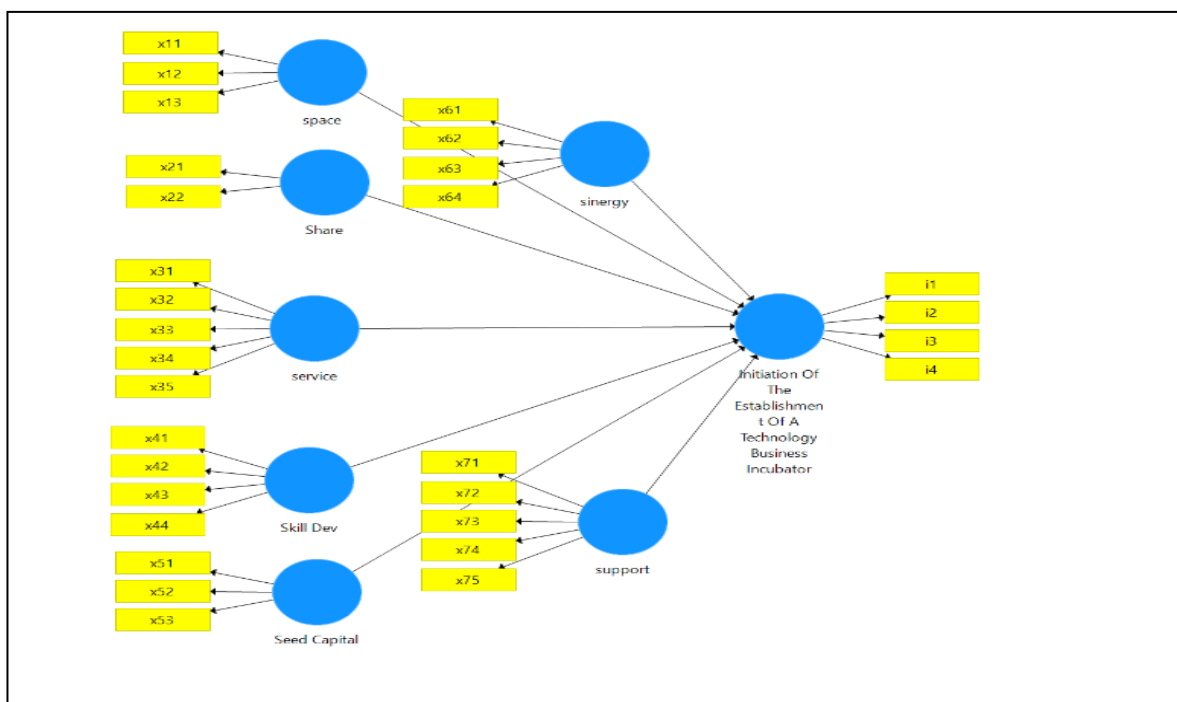 x11
x12
x13
space
x21
x22
Share
x31
x32
x33
x34
x35
service
x41
x42
x43
x44
Skill Dev
x51
x52
x53
Seed Capital
x61
x62
x63
x64
sinergy
x71
x72
x73
x74
x75
support
Initiation Of
The
Establishmen
t Of A
Technology
Business
Incubator
i1
i2
i3
i4